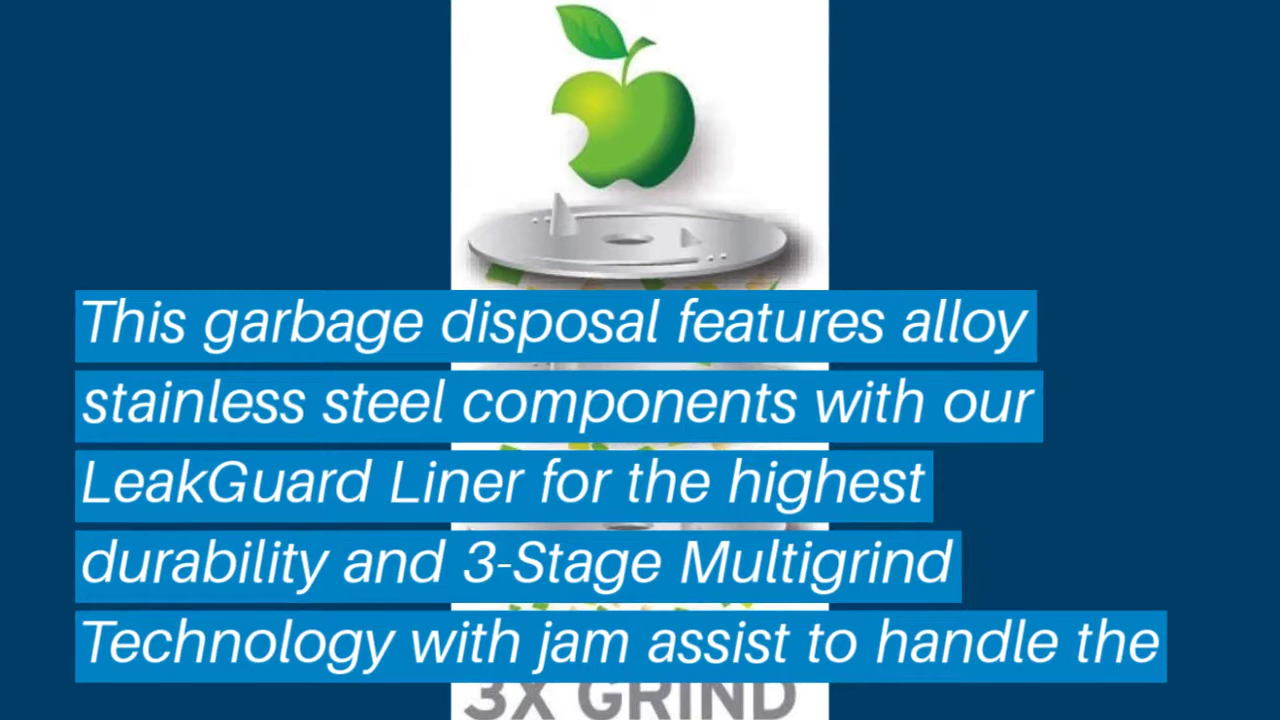 This garbage disposal features alloy
stainless steel components with our
LeakGuard Liner for the highest
durability and 3-Stage Multigrind
Technology with jam assist to handle the
3X GRIND